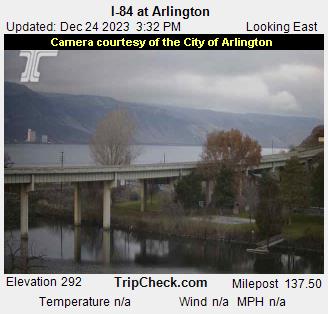 I-84 at Arlington
Updated: Dec 24 2023 3:32 PM Looking East
Camera courtesy of the City of Arlington
Elevation 292 TripCheck.com Milepost 137.50
Temperature n/a Wind n/a MPH n/a